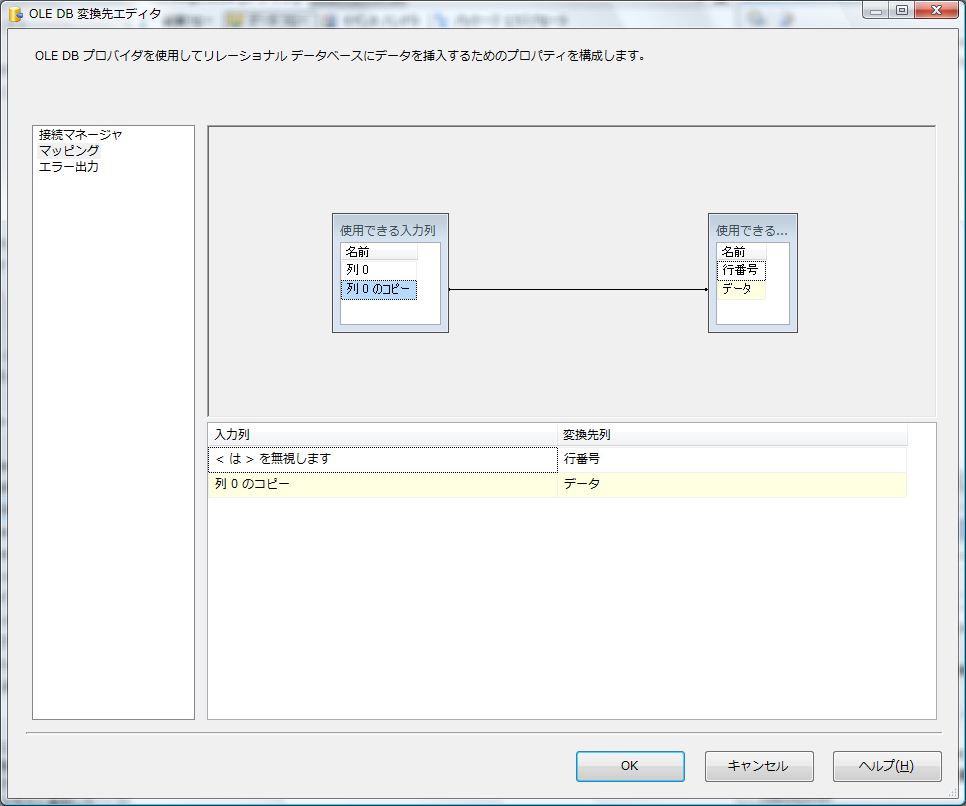 OLE DB 変換先エディタ
OLE DB プロバイダを使用してリレーショナル データベースにデータを挿入するためのプロパティを構成します。
接続マネージャ
マッピング
エラー出力
使用できる入力列
名前
列 0
列 0 のコピー
使用できる...
名前
行番号
データ
入力列 変換先列
< は > を無視します 行番号
列 0 のコピー データ
OK キャンセル ヘルプ(H)